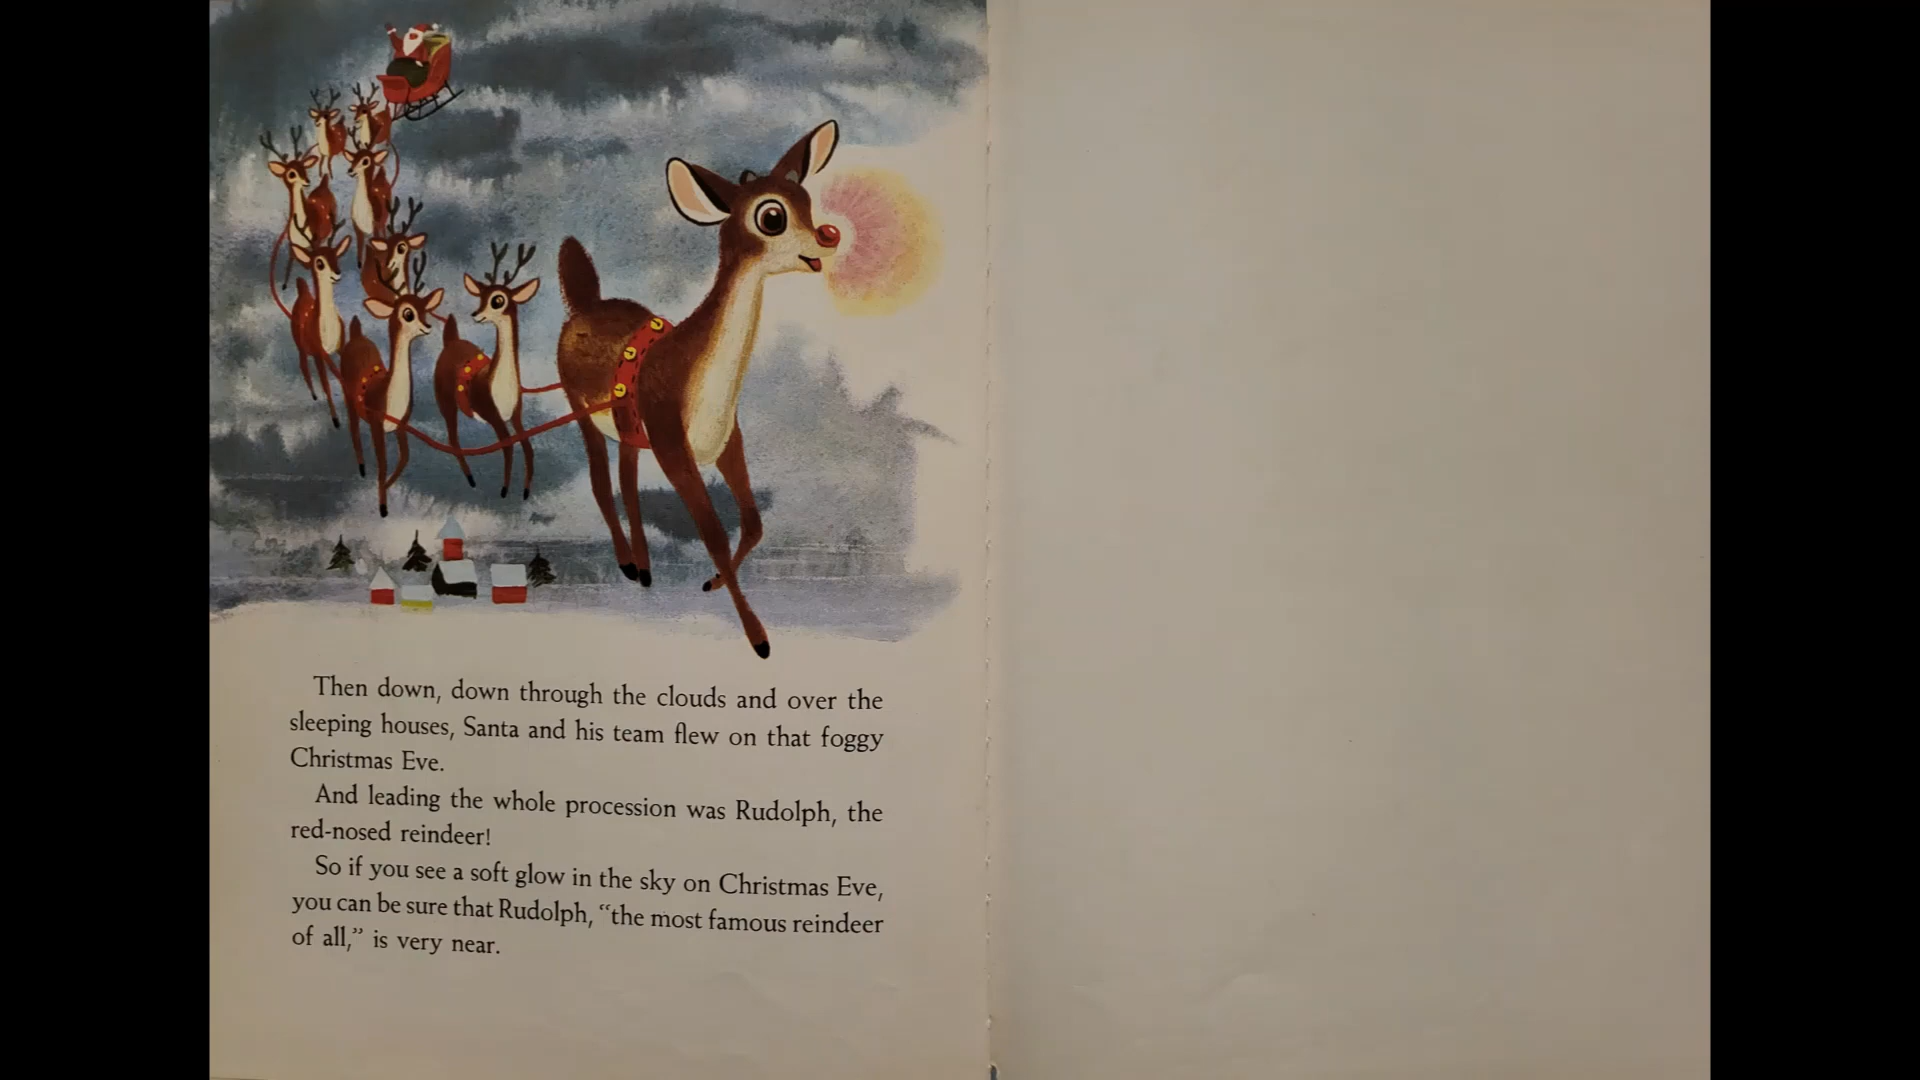 Then down, down through the clouds and over the
sleeping houses, Santa and his team flew on that foggy
Christmas Eve.
And leading the whole procession was Rudolph, the
red-nosed reindeer!
So if you see a soft glow in the sky on Christmas Eve,
you can be sure that Rudolph, “the most famous reindeer
of all,” is very near.